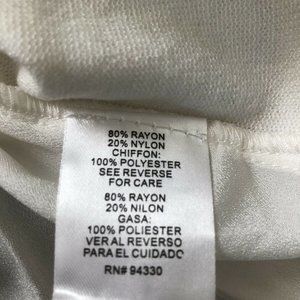 80% RAYON
20% NYLON
CHIFFON:
100% POLYESTER
SEE REVERSE
FOR CARE
80% RAYON
20% NILON
GASA:
100% POLIESTER
VER AL REVERSO
PARA EL CUIDADO
RN# 94330